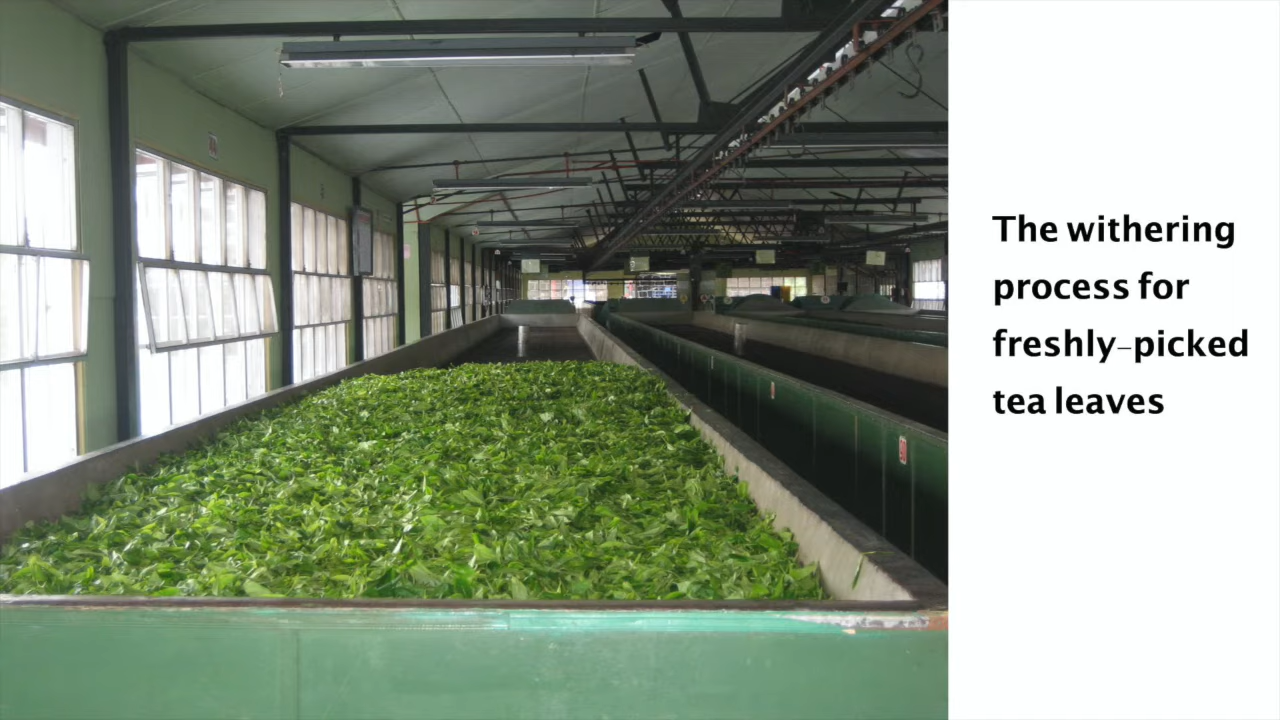 The withering
process for
freshly-picked
tea leaves